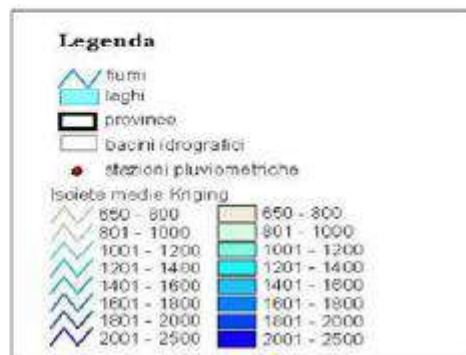 Legenda
fiumi
laghi
province
bacini idrografici
stazioni pluviometriche
Isoiete medie Kriging
650 - 800 650 - 800
801 - 1000 801 - 1000
1001 - 1200 1001 - 1200
1201 - 1400 1201 - 1400
1401 - 1600 1401 - 1600
1601 - 1800 1601 - 1800
1801 - 2000 1801 - 2000
2001 - 2500 2001 - 2500